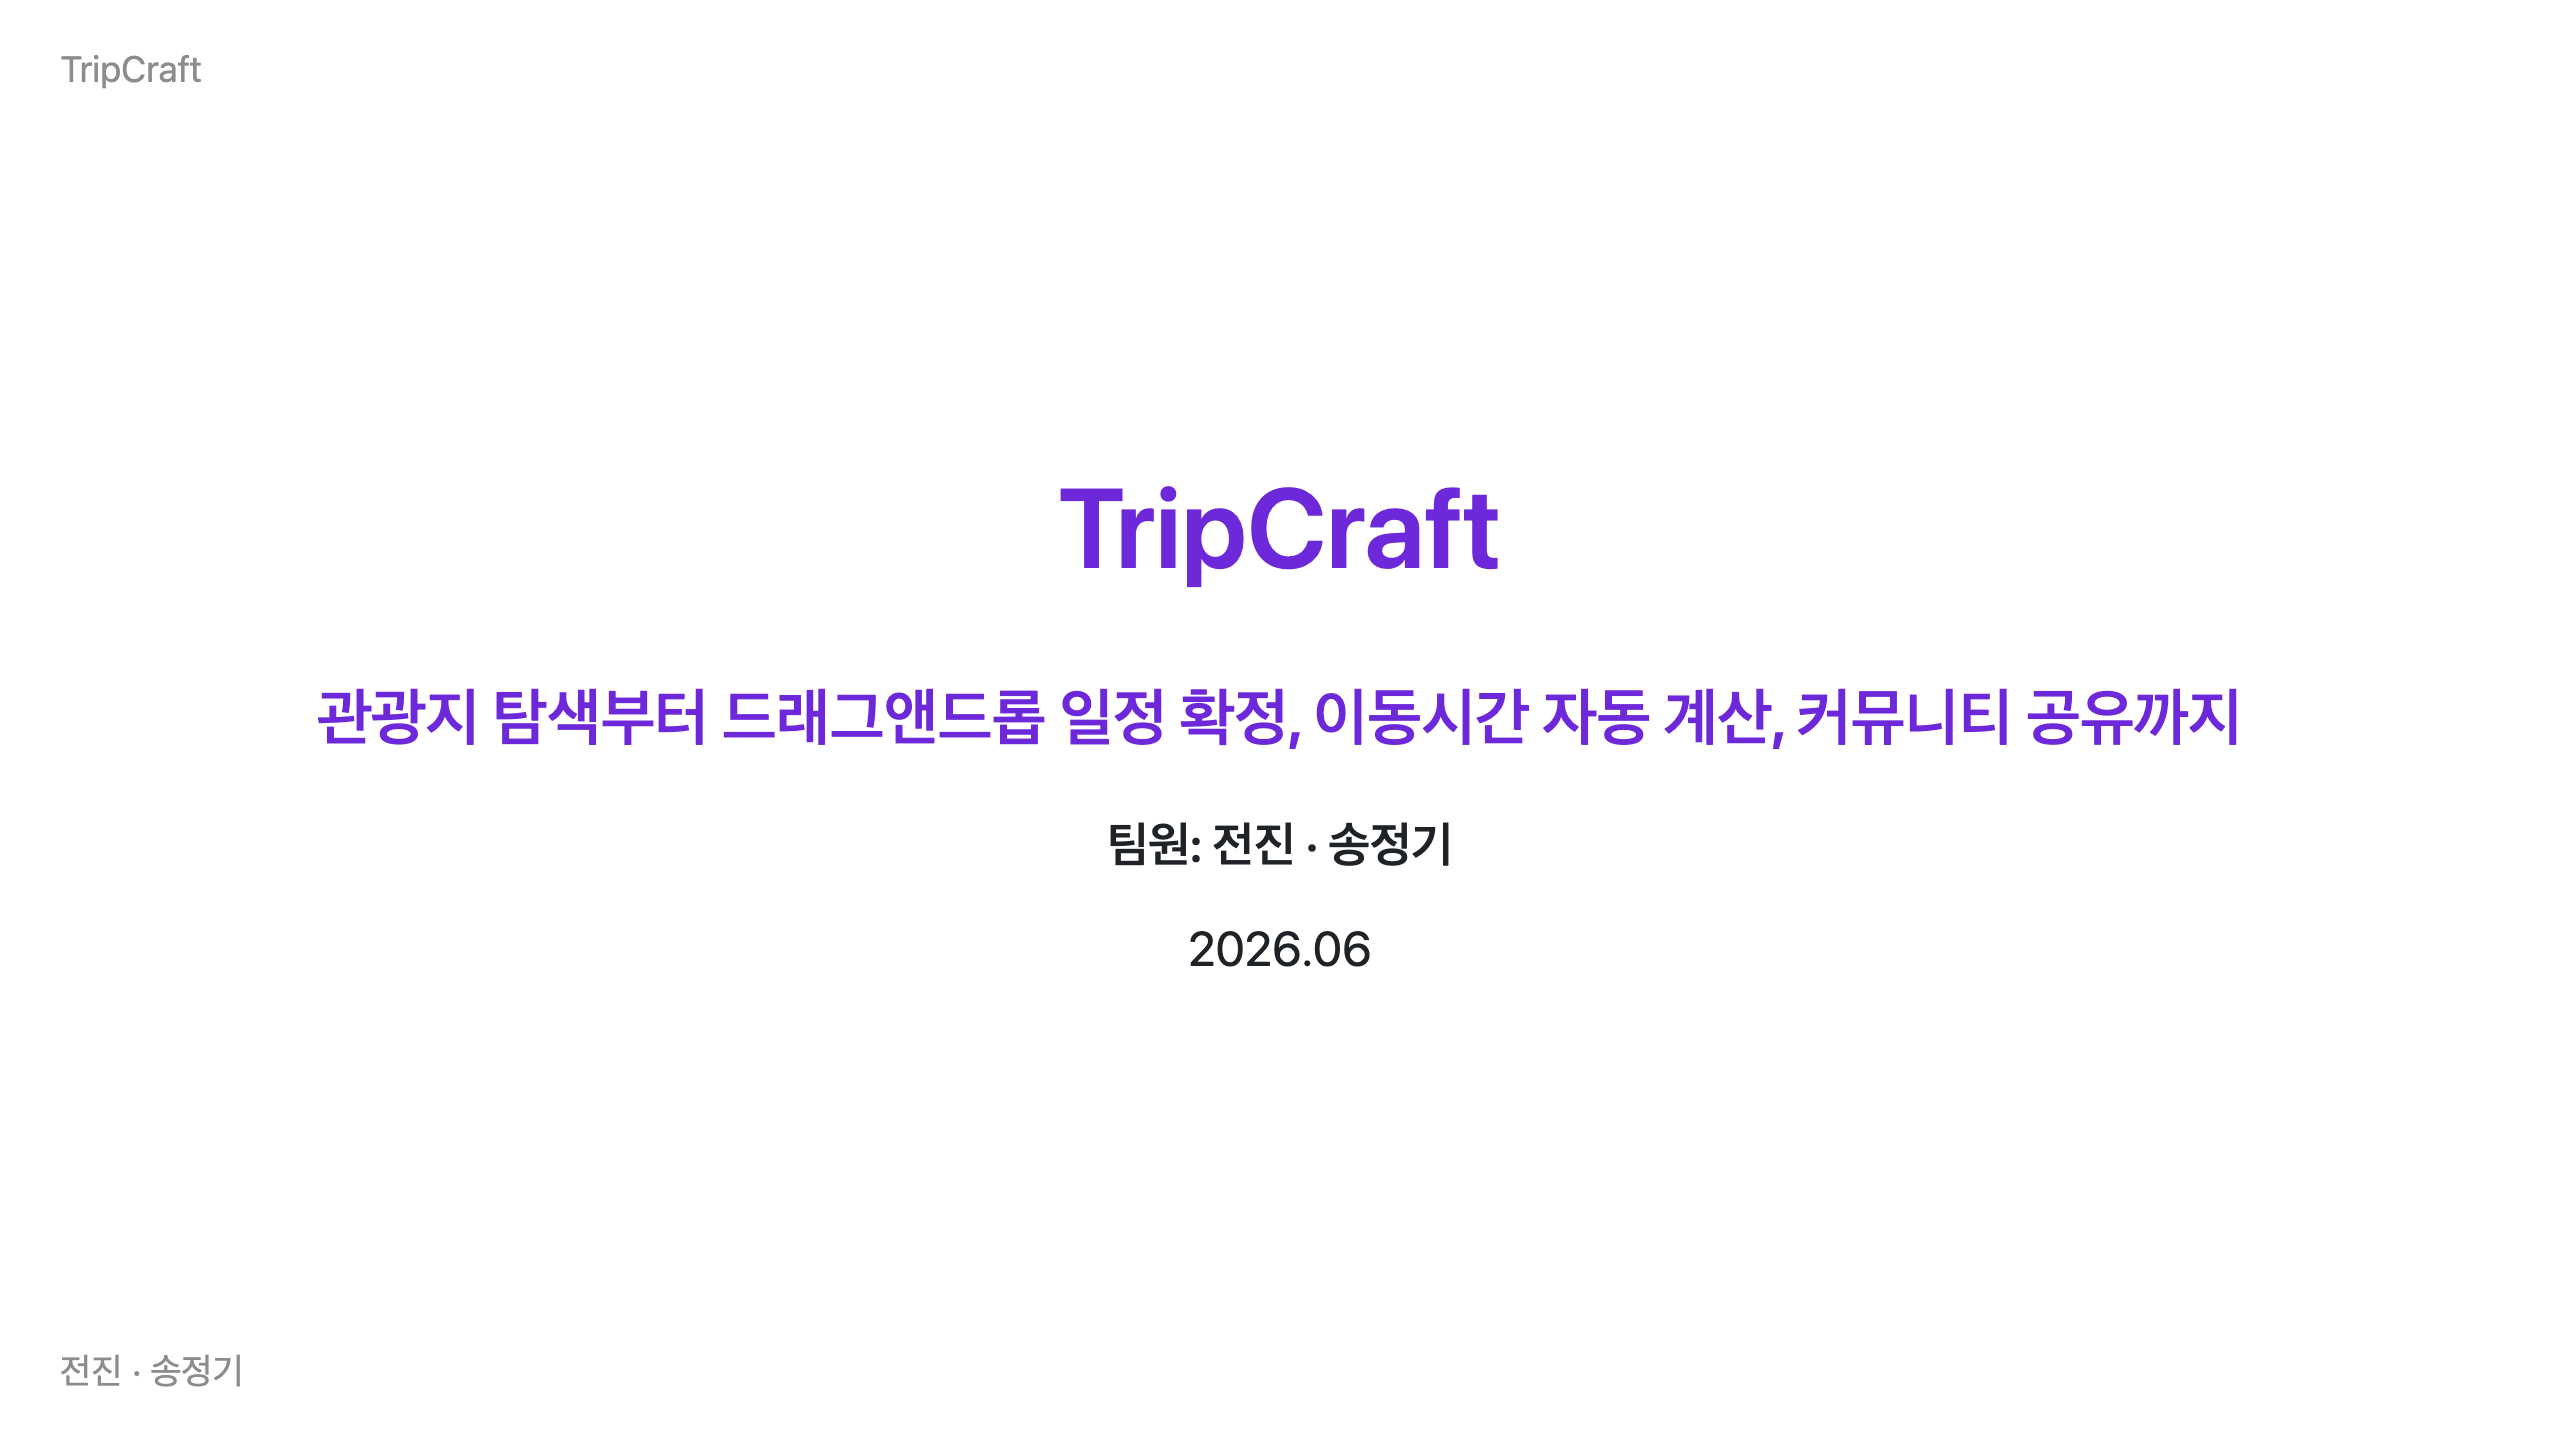 TripCraft
TripCraft
관광지 탐색부터 드래그앤드롭 일정 확정, 이동시간 자동 계산, 커뮤니티 공유까지
팀원: 전진 · 송정기
2026.06
전진 · 송정기